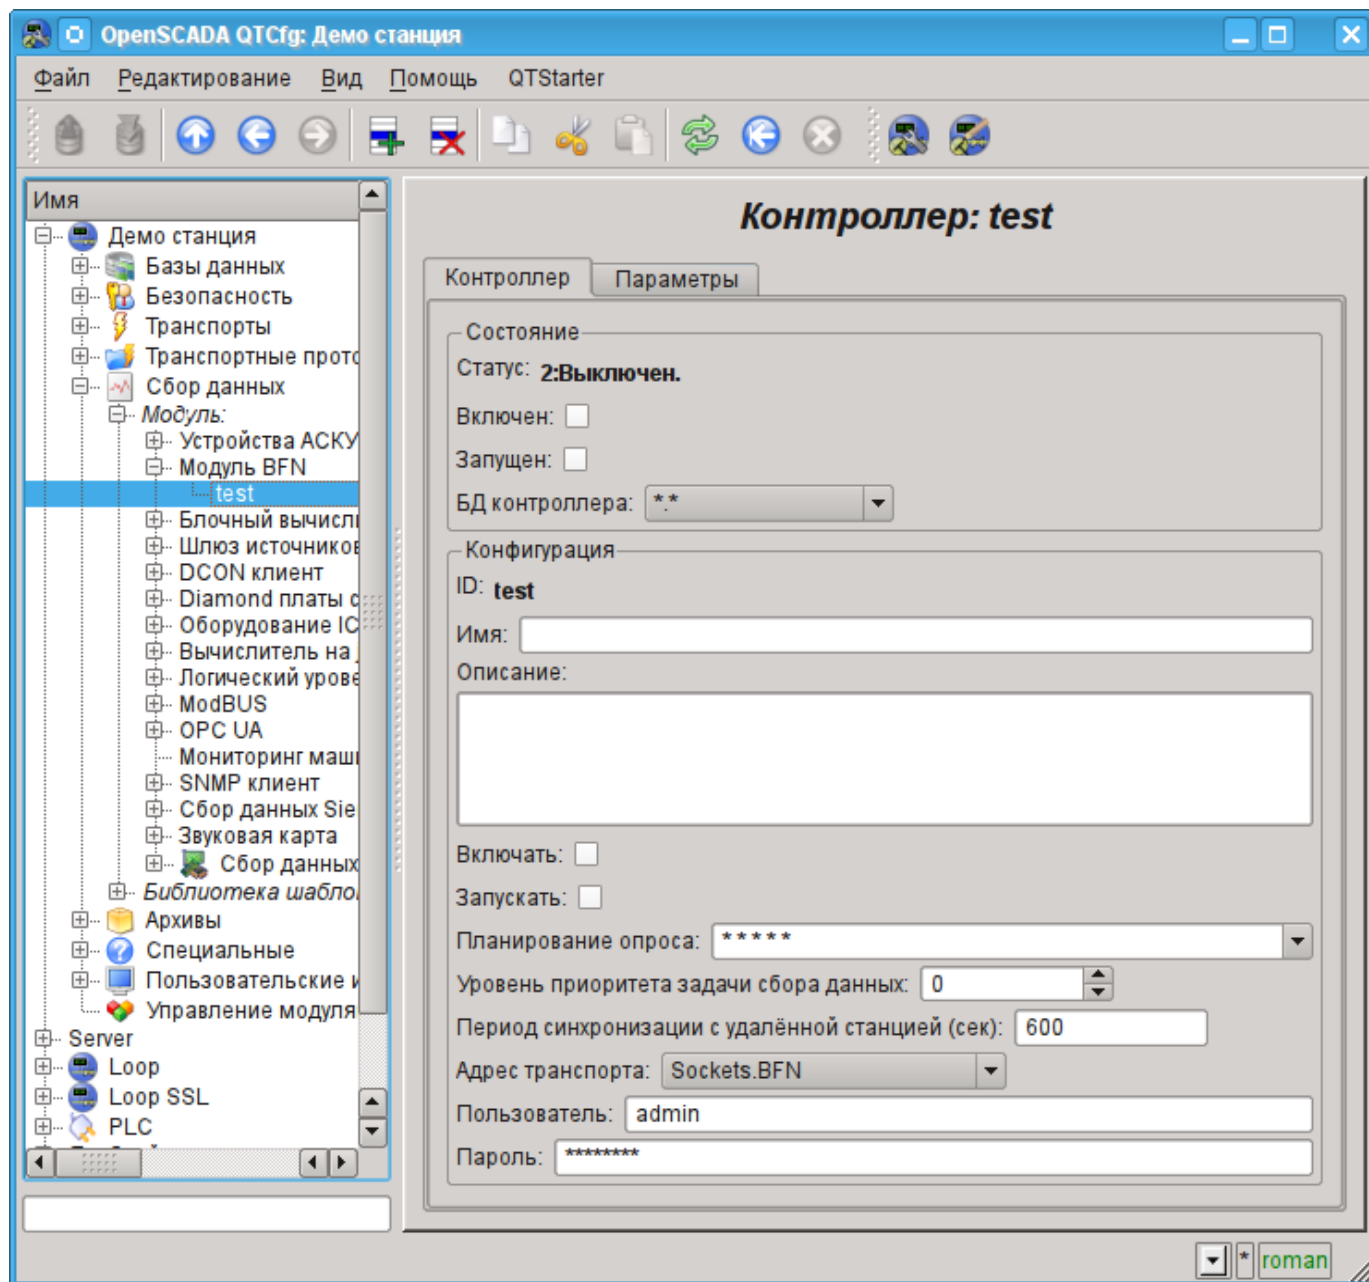 OpenSCADA QTCfg: Демо станция
Файл Редактирование Вид Помощь QTStarter
Имя
Демо станция
Базы данных
Безопасность
Транспорты
Транспортные прото
Сбор данных
Модуль:
Устройства АСКУ
Модуль BFN
test
Блочный вычисли
Шлюз источников
DCON клиент
Diamond платы с
Оборудование IC
Вычислитель на j
Логический урове
ModBUS
OPC UA
Мониторинг маши
SNMP клиент
Сбор данных Sie
Звуковая карта
Сбор данных
Библиотека шабло
Архивы
Специальные
Пользовательские и
Управление модуля
Server
Loop
Loop SSL
PLC
Контроллер: test
Контроллер Параметры
Состояние
Статус: 2:Выключен.
Включен:
Запущен:
БД контроллера: *.*
Конфигурация
ID: test
Имя:
Описание:
Включать:
Запускать:
Планирование опроса: * * * * *
Уровень приоритета задачи сбора данных: 0
Период синхронизации с удалённой станцией (сек): 600
Адрес транспорта: Sockets.BFN
Пользователь: admin
Пароль: ********
* roman